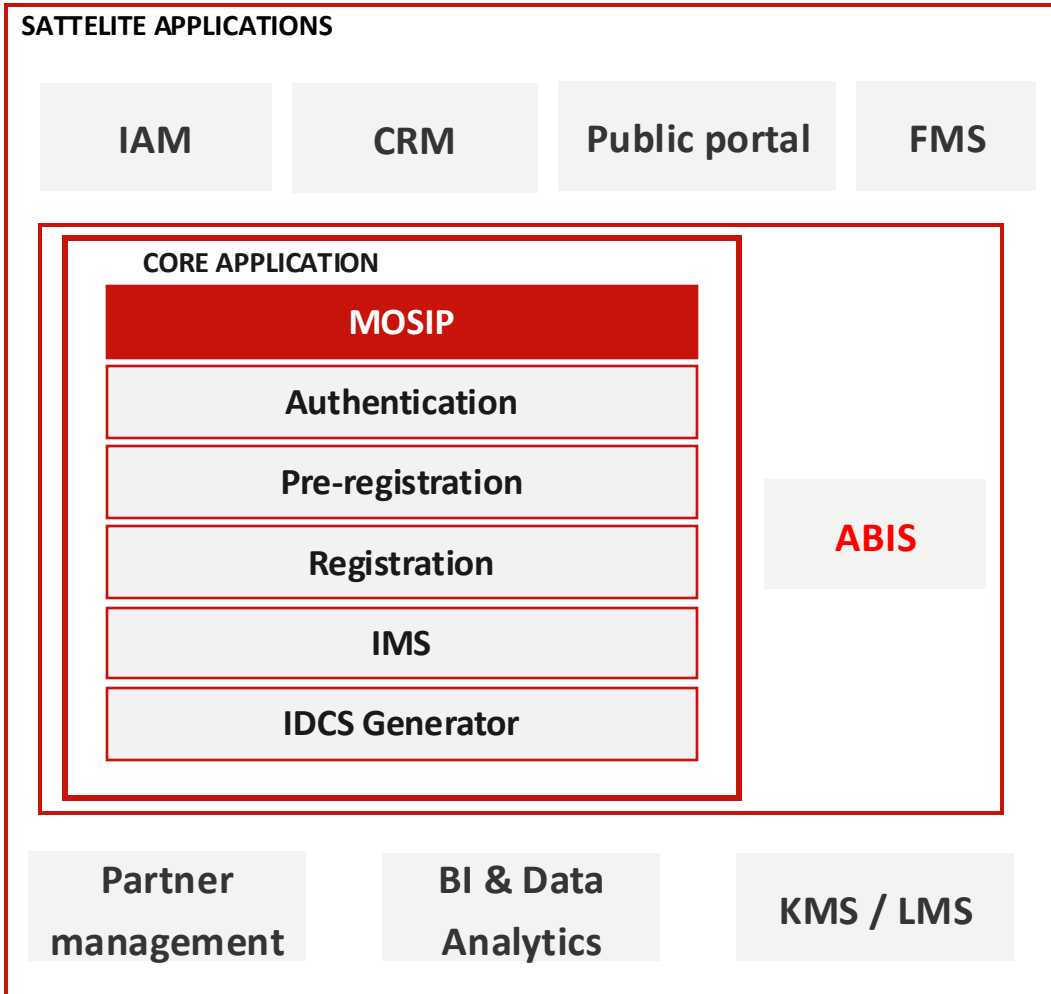 SATTELITE APPLICATIONS
IAM
CRM
Public portal
FMS
CORE APPLICATION
MOSIP
Authentication
Pre-registration
Registration
IMS
IDCS Generator
ABIS
Partner
management
BI & Data
Analytics
KMS / LMS